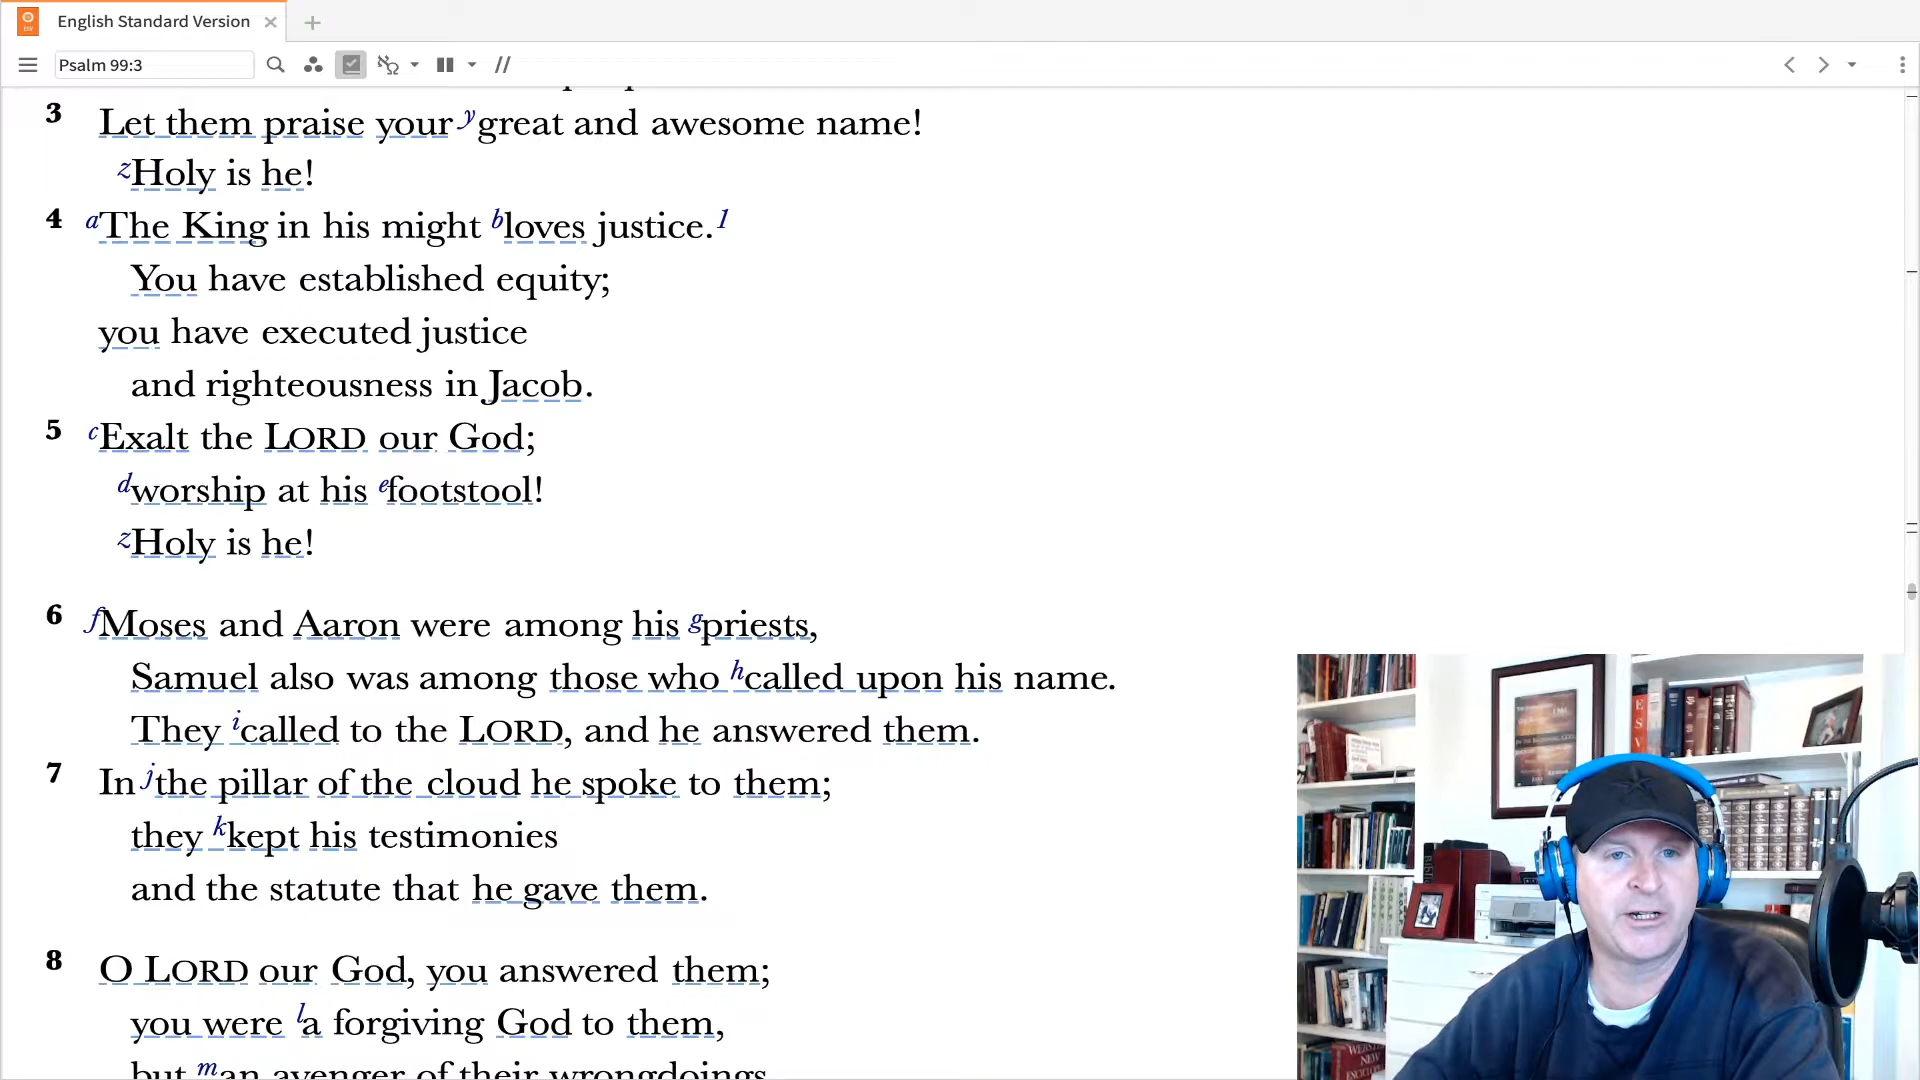 English Standard Version
Psalm 99:3
3 Let them praise your y great and awesome name!
z Holy is he!
4 a The King in his might b loves justice. 1
You have established equity;
you have executed justice
and righteousness in Jacob.
5 c Exalt the LORD our God;
d worship at his e footstool!
z Holy is he!
6 f Moses and Aaron were among his g priests,
Samuel also was among those who h called upon his name.
They i called to the LORD, and he answered them.
7 In j the pillar of the cloud he spoke to them;
they k kept his testimonies
and the statute that he gave them.
8 O LORD our God, you answered them;
you were l a forgiving God to them,
but m an avenger of their wrongdoings